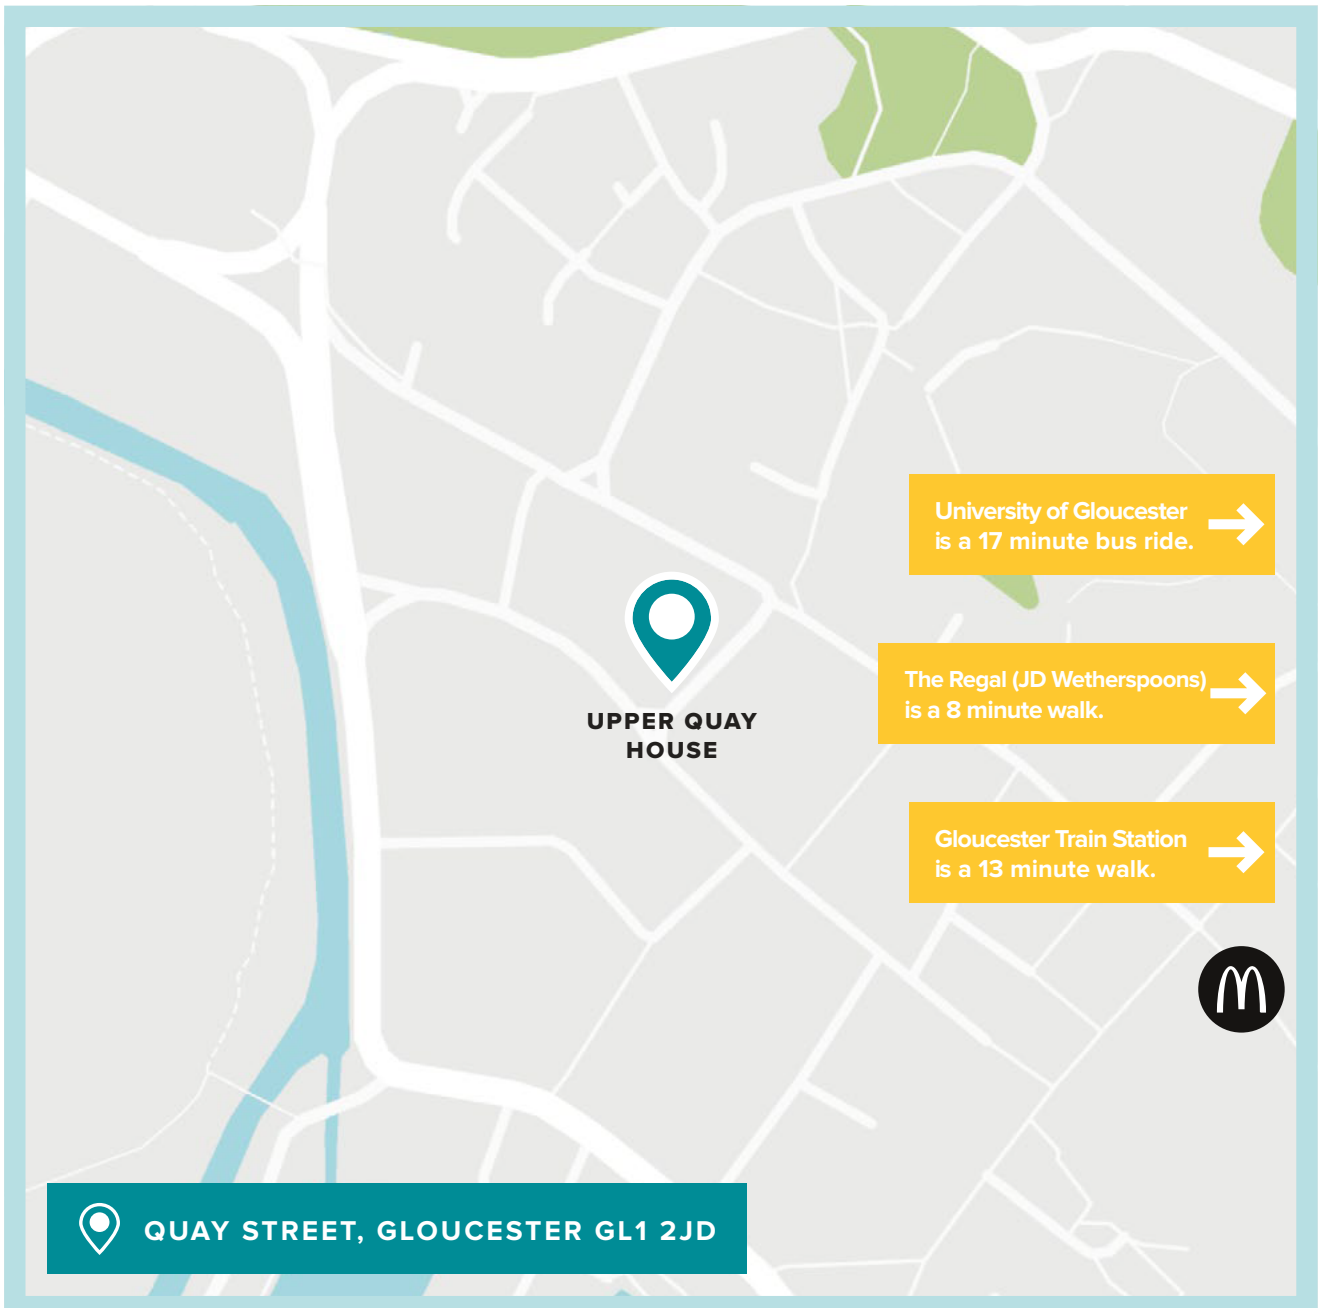 University of Gloucester
is a 17 minute bus ride.
The Regal (JD Wetherspoons)
is a 8 minute walk.
UPPER QUAY
HOUSE
Gloucester Train Station
is a 13 minute walk.
QUAY STREET, GLOUCESTER GL1 2JD